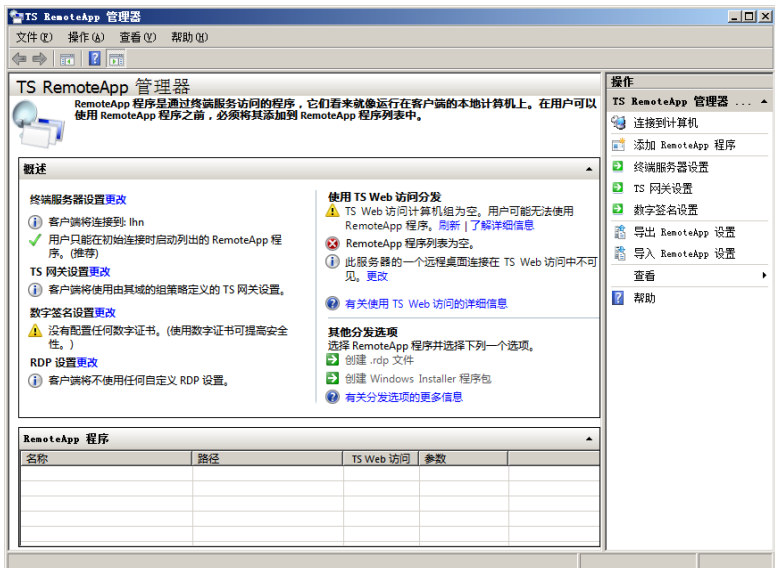 TS RemoteApp 管理器
文件(F) 操作(A) 查看(V) 帮助(H)
TS RemoteApp 管理器
RemoteApp 程序是通过终端服务访问的程序，它们看来就像运行在客户端的本地计算机上。在用户可以
使用 RemoteApp 程序之前，必须将其添加到 RemoteApp 程序列表中。
概述
终端服务器设置更改
客户端将连接到: lhn
用户只能在初始连接时启动列出的 RemoteApp 程
序。(推荐)
TS 网关设置更改
客户端将使用由其域的组策略定义的 TS 网关设置。
数字签名设置更改
没有配置任何数字证书。(使用数字证书可提高安全
性。)
RDP 设置更改
客户端将不使用任何自定义 RDP 设置。
使用 TS Web 访问分发
TS Web 访问计算机组为空。用户可能无法使用
RemoteApp 程序。刷新 | 了解详细信息
RemoteApp 程序列表为空。
此服务器的一个远程桌面连接在 TS Web 访问中不可
见。更改
有关使用 TS Web 访问的详细信息
其他分发选项
选择 RemoteApp 程序并选择下列一个选项。
创建 .rdp 文件
创建 Windows Installer 程序包
有关分发选项的更多信息
RemoteApp 程序
名称 路径 TS Web 访问 参数
操作
TS RemoteApp 管理器 ...
连接到计算机
添加 RemoteApp 程序
终端服务器设置
TS 网关设置
数字签名设置
导出 RemoteApp 设置
导入 RemoteApp 设置
查看
帮助